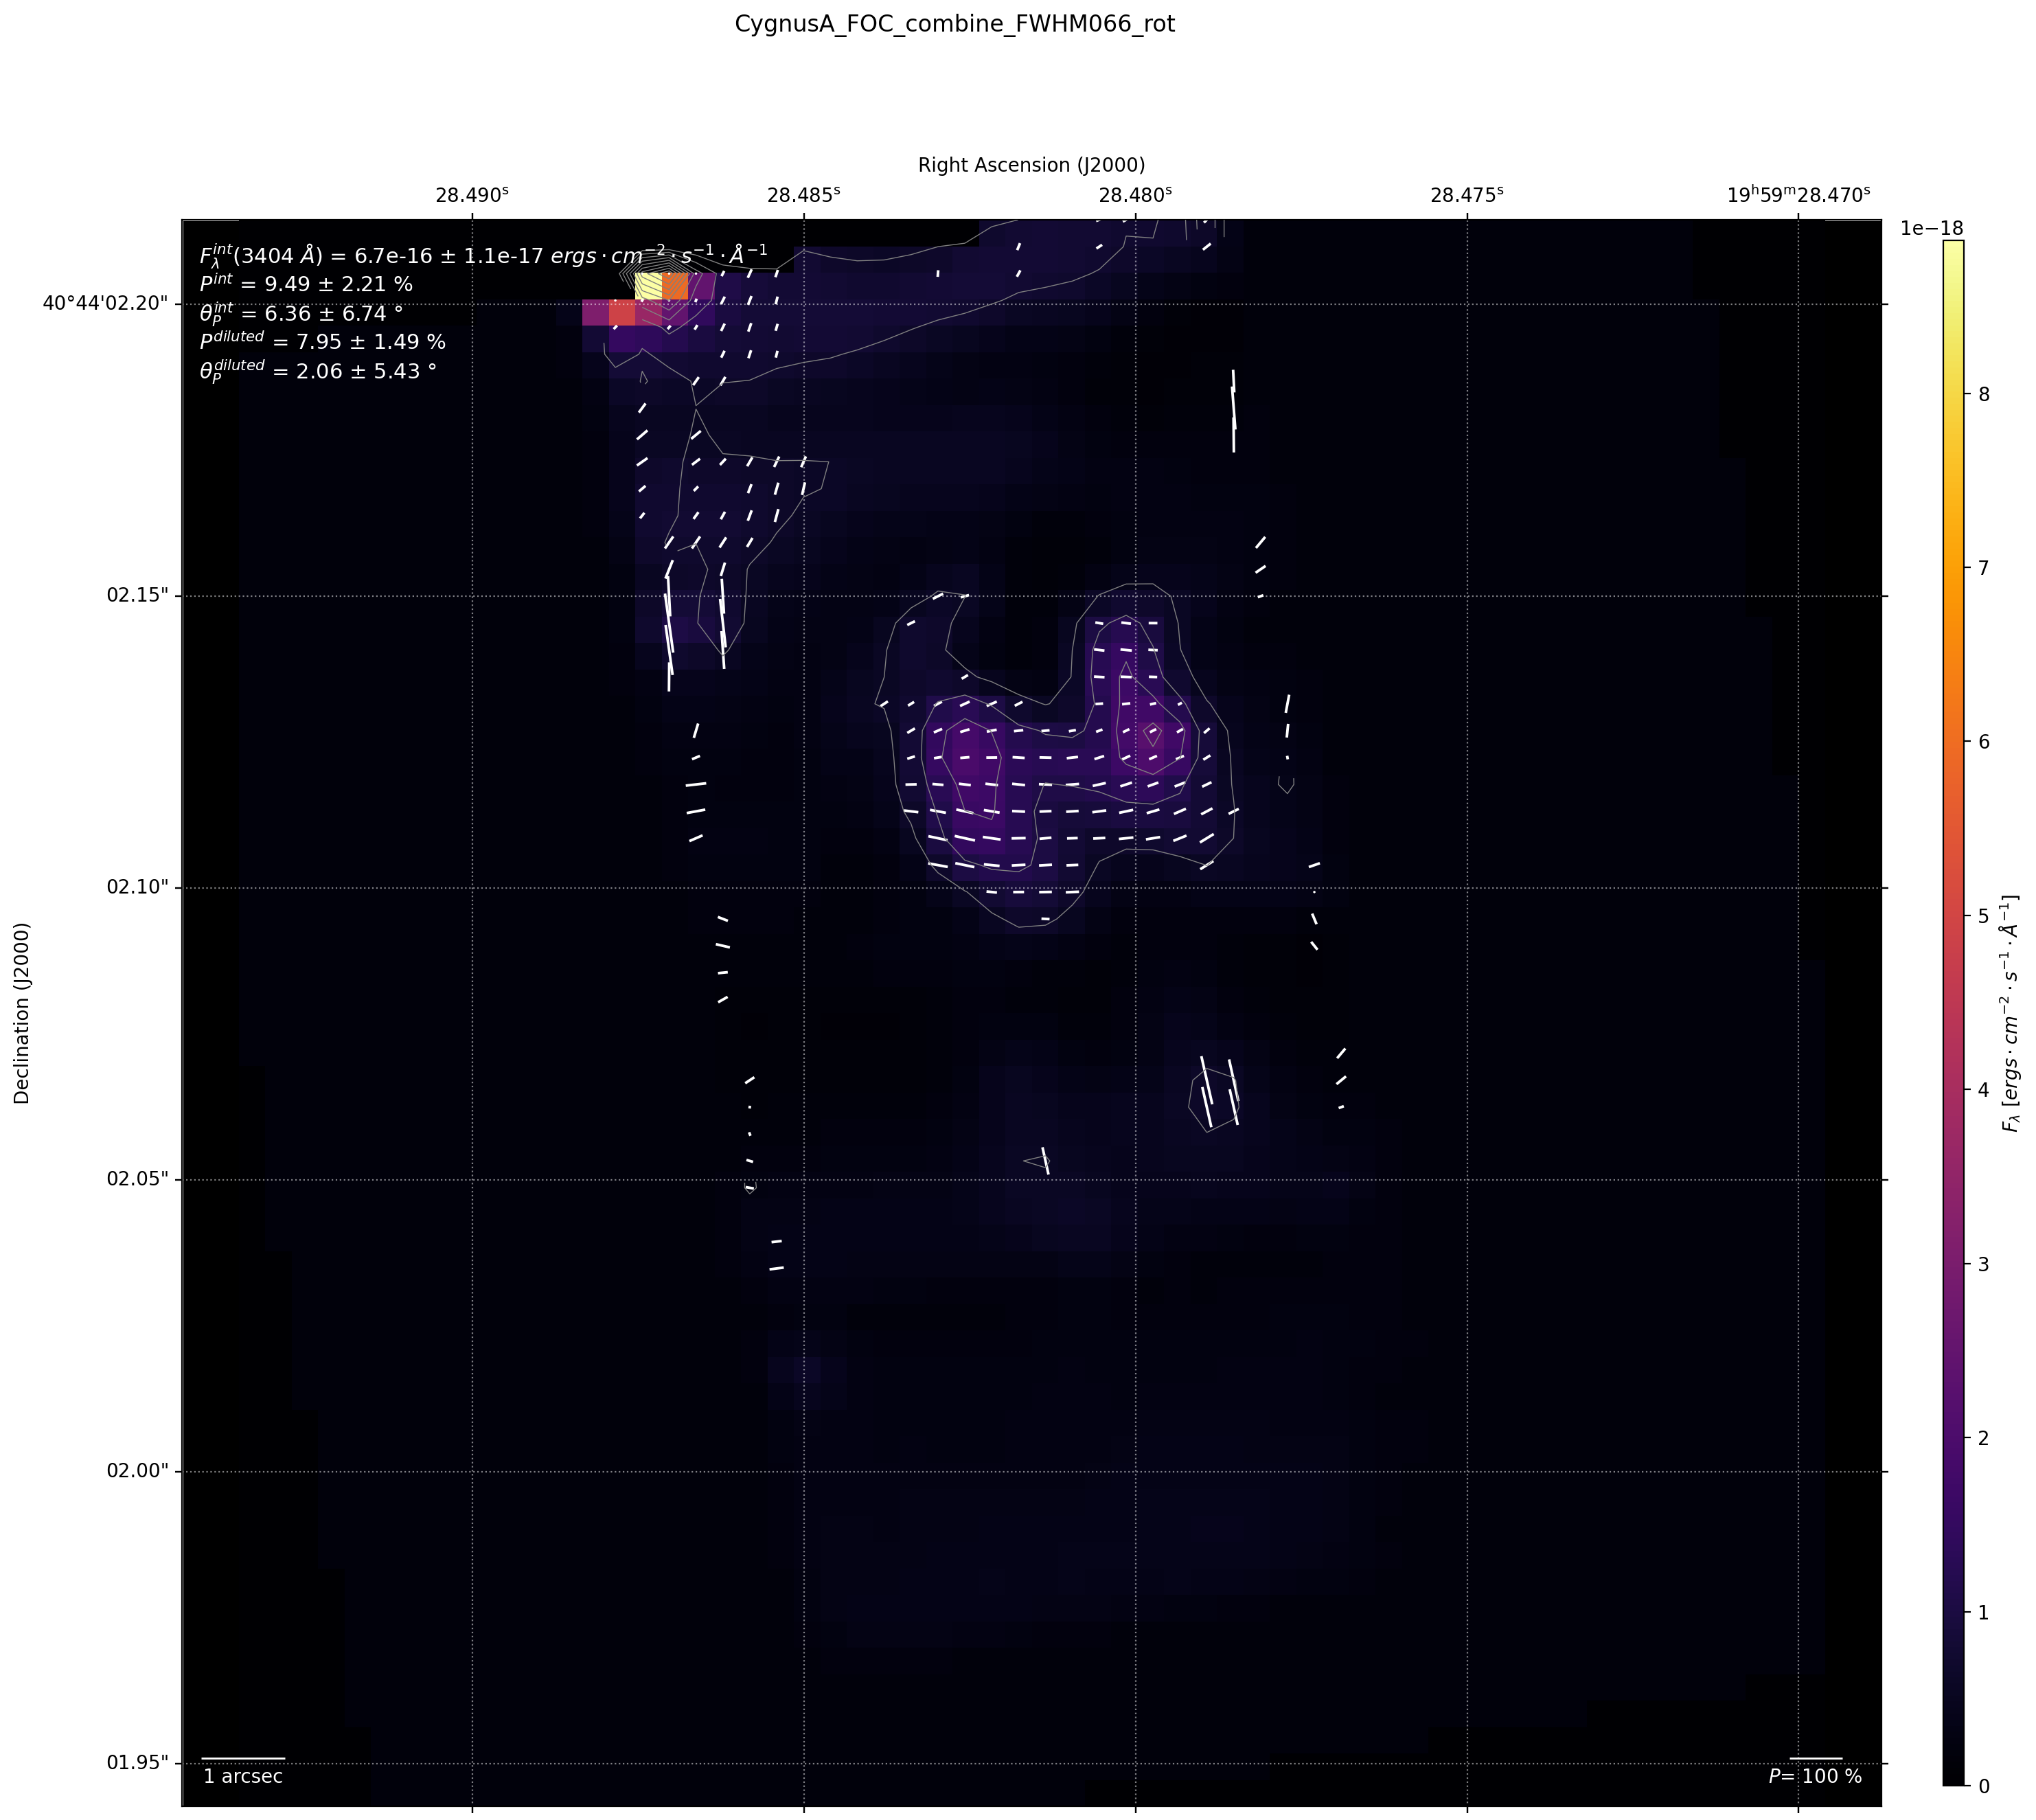 CygnusA_FOC_combine_FWHM066_rot
Right Ascension (J2000)
28.490ˢ 28.485ˢ 28.480ˢ 28.475ˢ 19ʰ59ᵐ28.470ˢ
1e−18
F_λ^int(3404 Å) = 6.7e-16 ± 1.1e-17 ergs·cm⁻²·s⁻¹·Å⁻¹
P^int = 9.49 ± 2.21 %
θ_P^int = 6.36 ± 6.74 °
P^diluted = 7.95 ± 1.49 %
θ_P^diluted = 2.06 ± 5.43 °
40°44'02.20"
02.15"
02.10"
02.05"
02.00"
01.95"
Declination (J2000)
1 arcsec
P= 100 %
8
7
6
5
4
3
2
1
0
F_λ [ergs·cm⁻²·s⁻¹·Å⁻¹]